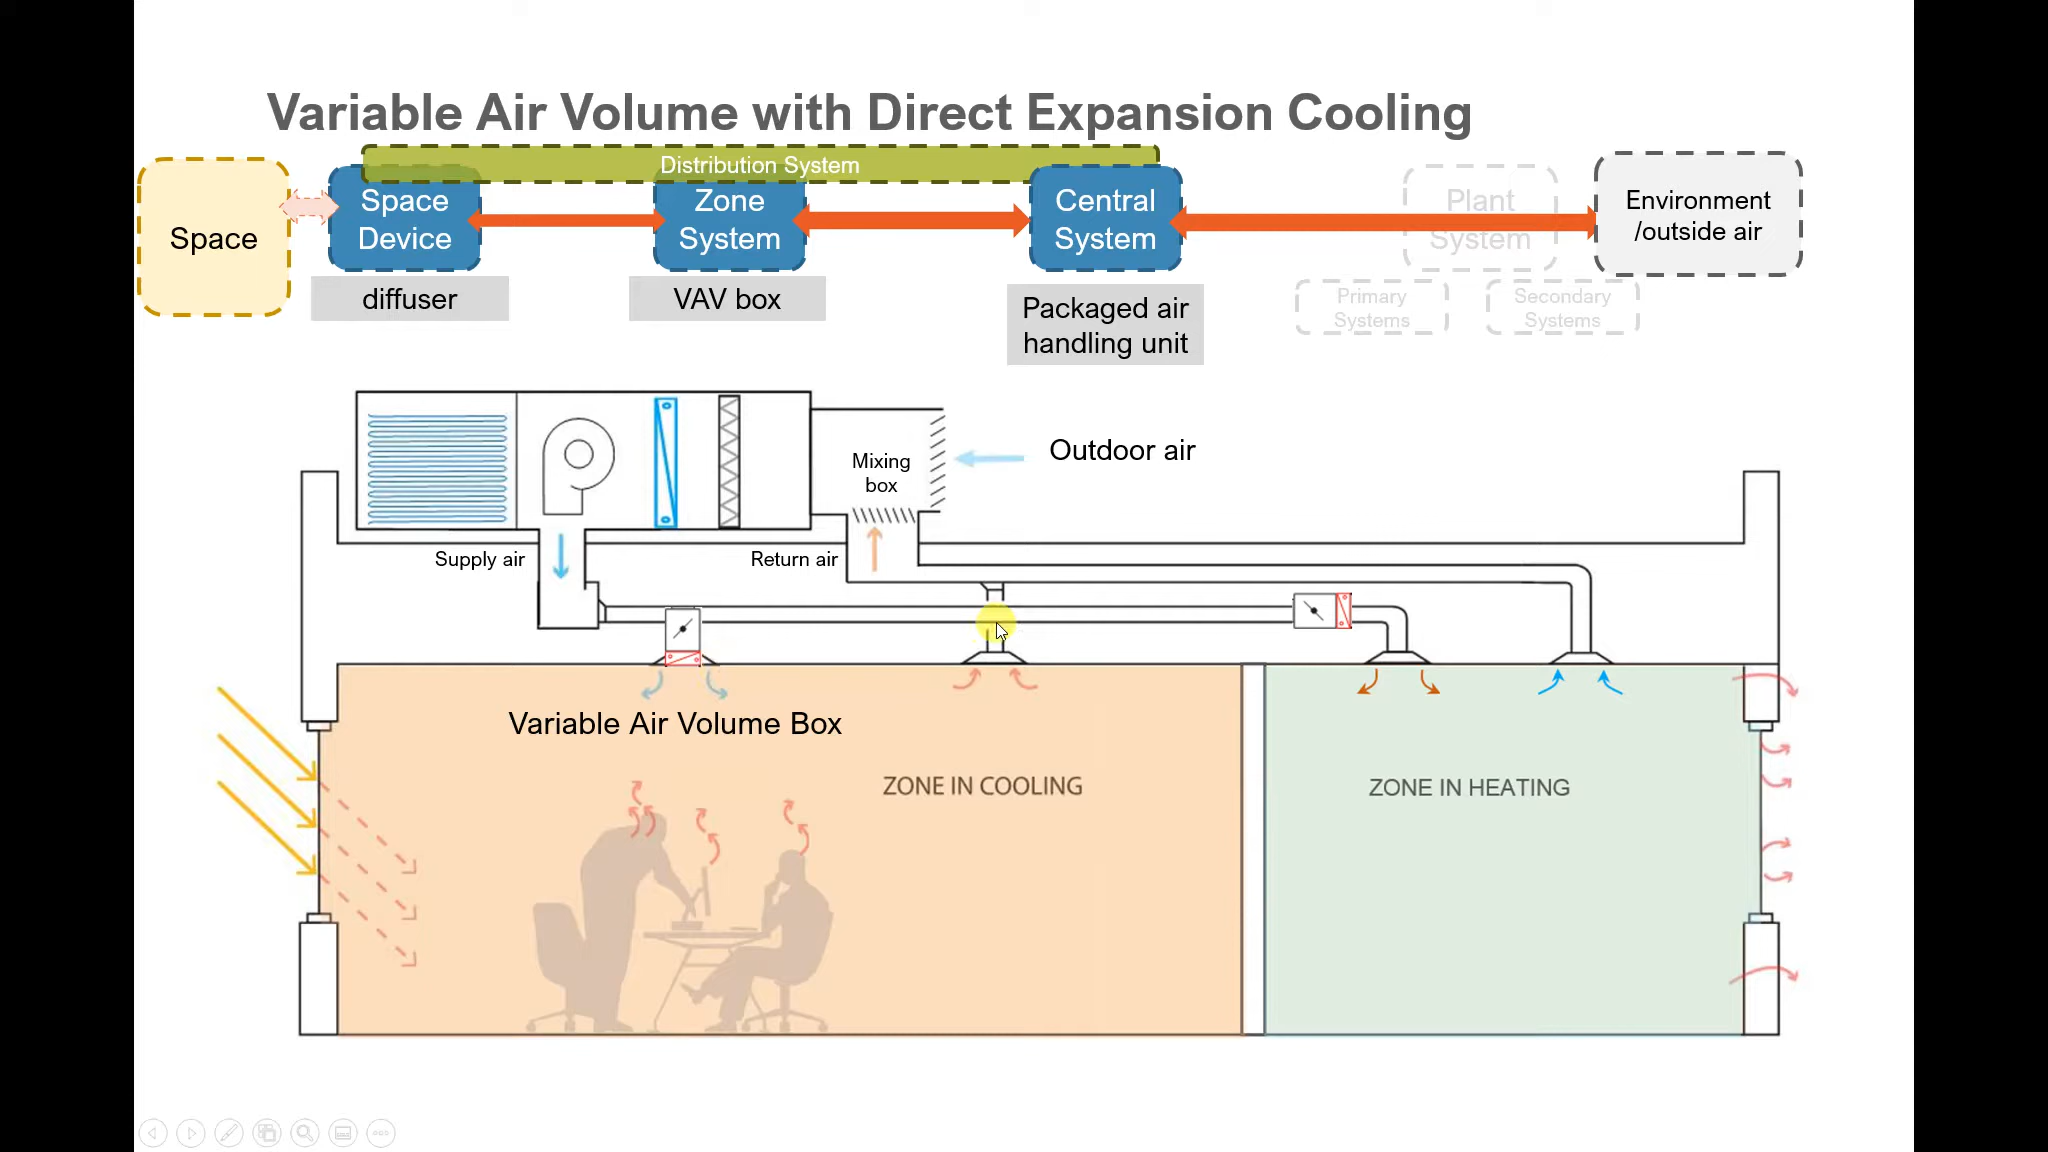 Variable Air Volume with Direct Expansion Cooling
Distribution System
Space
Space
Device
Zone
System
Central
System
Plant
System
Environment
/outside air
diffuser
VAV box
Packaged air
handling unit
Primary
Systems
Secondary
Systems
Mixing
box
Outdoor air
Supply air
Return air
Variable Air Volume Box
ZONE IN COOLING
ZONE IN HEATING